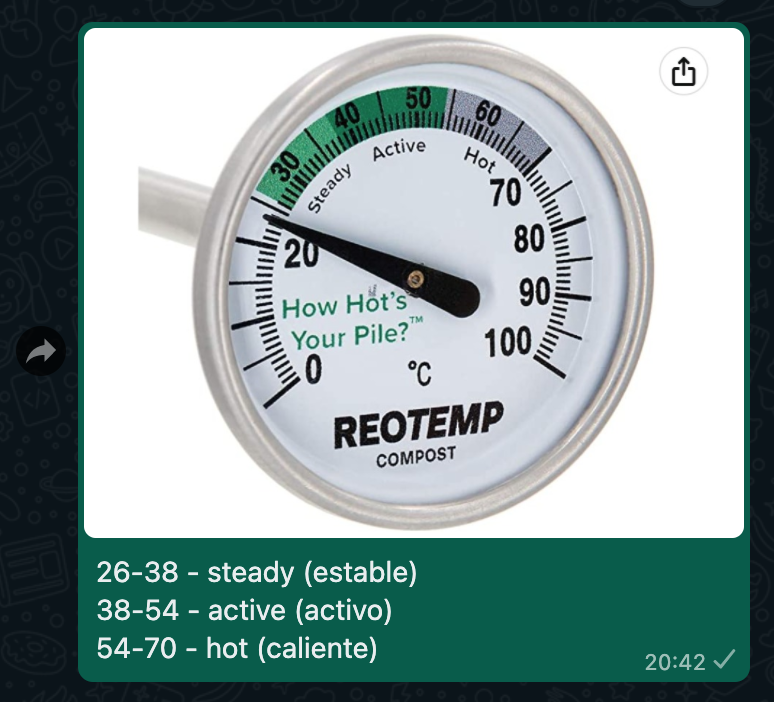 30
40
50
60
Steady
Active
Hot
70
20
80
How Hot's
90
Your Pile?™
100
0
°C
REOTEMP
COMPOST
26-38 - steady (estable)
38-54 - active (activo)
54-70 - hot (caliente)
20:42